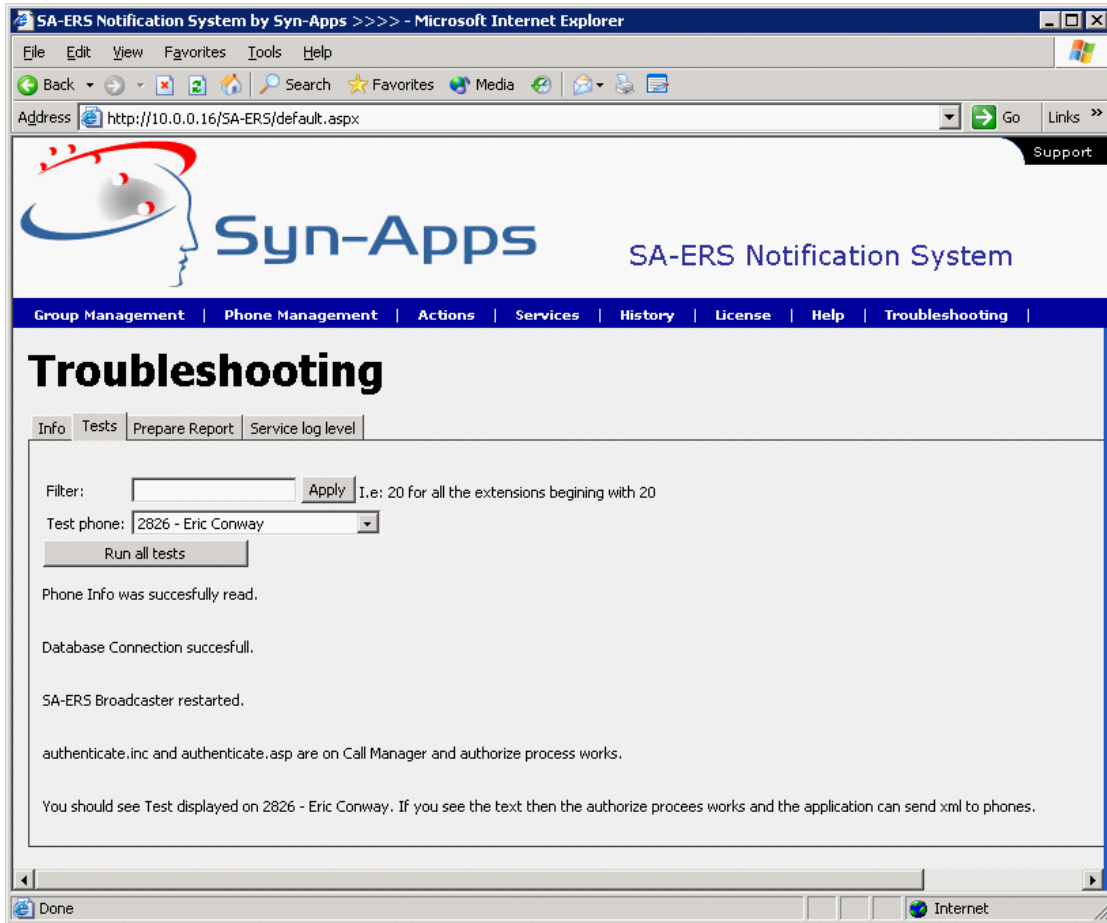 SA-ERS Notification System by Syn-Apps >>>> - Microsoft Internet Explorer
File Edit View Favorites Tools Help
Back Search Favorites Media
Address http://10.0.0.16/SA-ERS/default.aspx Go Links »
Support
Syn-Apps
SA-ERS Notification System
Group Management | Phone Management | Actions | Services | History | License | Help | Troubleshooting |
Troubleshooting
Info Tests Prepare Report Service log level
Filter: Apply I.e: 20 for all the extensions begining with 20
Test phone: 2826 - Eric Conway
Run all tests
Phone Info was succesfully read.
Database Connection succesfull.
SA-ERS Broadcaster restarted.
authenticate.inc and authenticate.asp are on Call Manager and authorize process works.
You should see Test displayed on 2826 - Eric Conway. If you see the text then the authorize procees works and the application can send xml to phones.
Done Internet